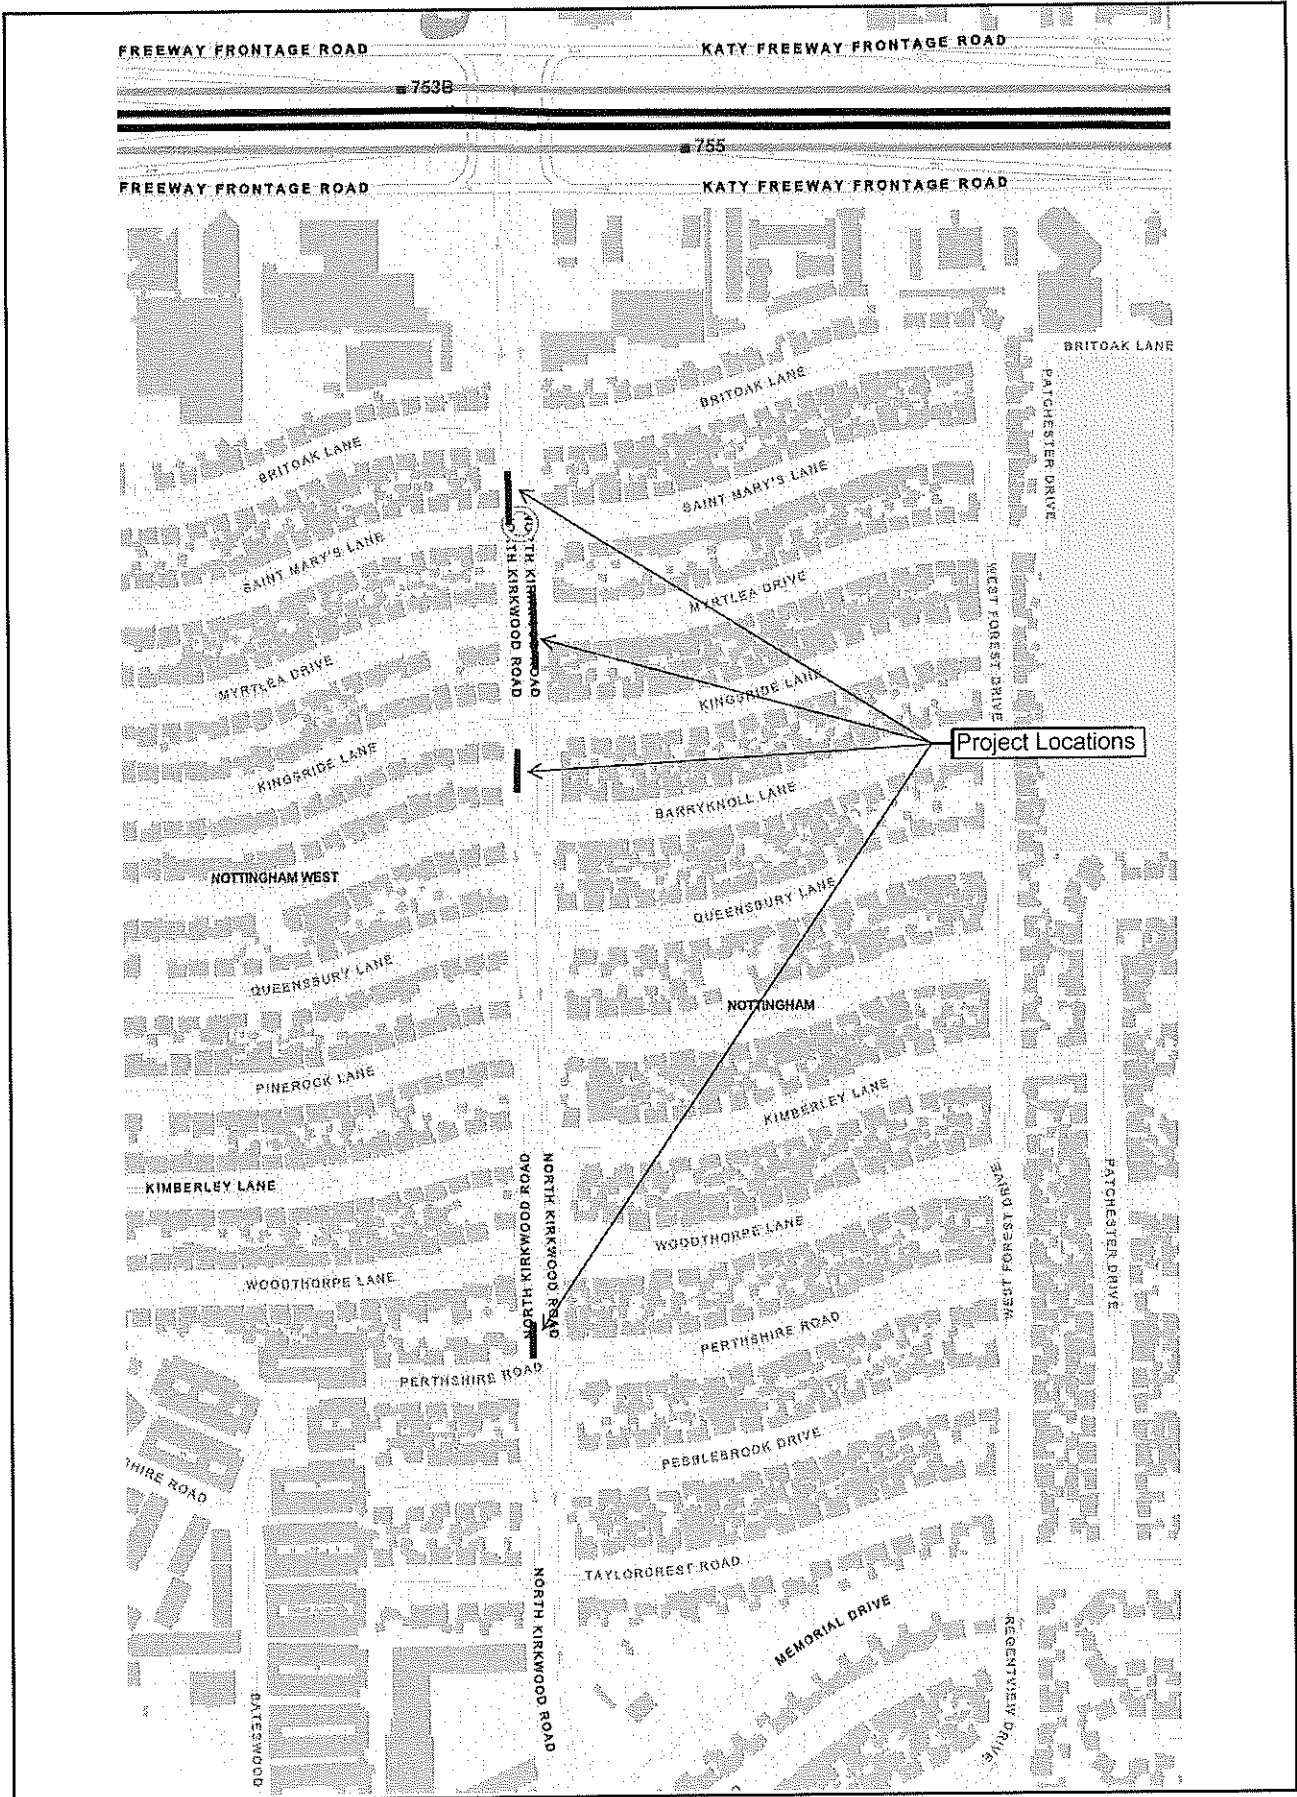 FREEWAY FRONTAGE ROAD
KATY FREEWAY FRONTAGE ROAD
753B
755
FREEWAY FRONTAGE ROAD
KATY FREEWAY FRONTAGE ROAD
BRITOAK LANE
BRITOAK LANE
PATCHESTER DRIVE
BRITOAK LANE
SAINT MARY'S LANE
SAINT MARY'S LANE
NORTH KIRKWOOD ROAD
MYRTLEA DRIVE
WEST FOREST DRIVE
MYRTLEA DRIVE
KINGSRIDE LANE
Project Locations
KINGSRIDE LANE
BARRYKNOLL LANE
NOTTINGHAM WEST
QUEENSBURY LANE
QUEENSBURY LANE
NOTTINGHAM
PINEROCK LANE
KIMBERLEY LANE
KIMBERLEY LANE
NORTH KIRKWOOD ROAD
NORTH KIRKWOOD ROAD
WEST FOREST DRIVE
PATCHESTER DRIVE
WOODTHORPE LANE
WOODTHORPE LANE
PERTHSHIRE ROAD
PERTHSHIRE ROAD
PEBBLEBROOK DRIVE
SHIRE ROAD
TAYLORCREST ROAD
NORTH KIRKWOOD ROAD
MEMORIAL DRIVE
REGENTVIEW DRIVE
BATESWOOD